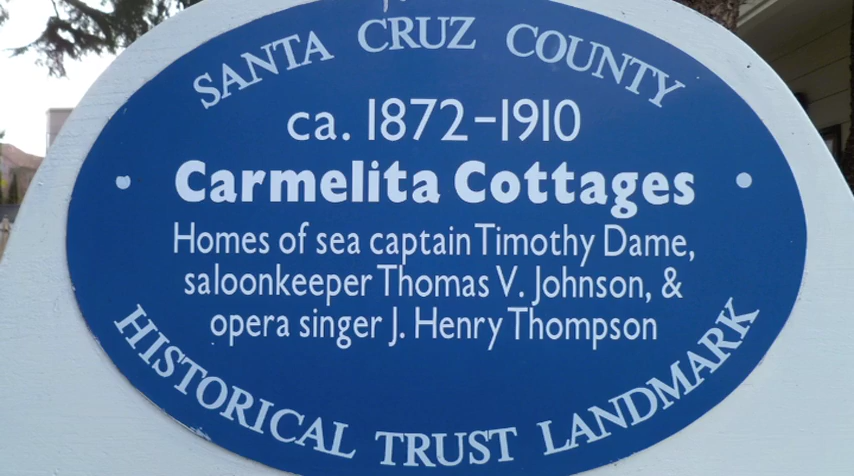 SANTA CRUZ COUNTY
ca. 1872-1910
Carmelita Cottages
Homes of sea captain Timothy Dame,
saloonkeeper Thomas V. Johnson, &
opera singer J. Henry Thompson
HISTORICAL TRUST LANDMARK